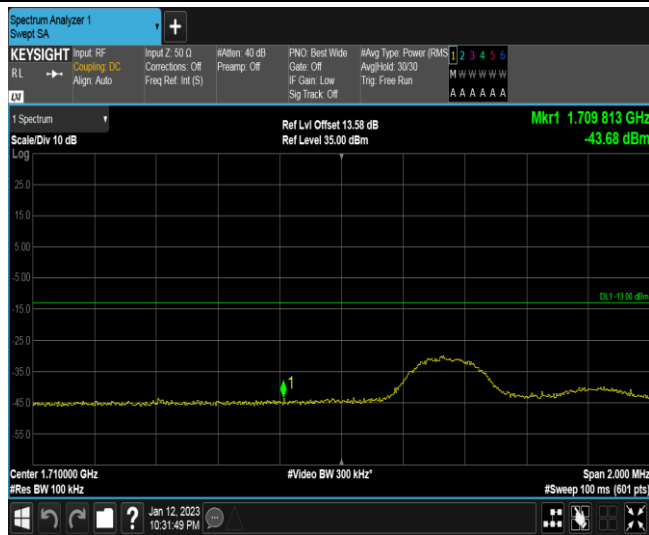 Spectrum Analyzer 1
Swept SA
+
KEYSIGHT
RL
Input: RF
Coupling: DC
Align: Auto
Input Z: 50 Ω
Corrections: Off
Freq Ref: Int (S)
#Atten: 40 dB
Preamp: Off
PNO: Best Wide
Gate: Off
IF Gain: Low
Sig Track: Off
#Avg Type: Power (RMS
Avg|Hold: 30/30
Trig: Free Run
1 2 3 4 5 6
M W W W W W
A A A A A A
1 Spectrum
Scale/Div 10 dB
Ref Lvl Offset 13.58 dB
Ref Level 35.00 dBm
Mkr1 1.709 813 GHz
-43.68 dBm
Log
25.0
15.0
5.00
-5.00
-15.0
-35.0
-45.0
-55.0
DL1 -13.00 dBm
1
Center 1.710000 GHz
#Res BW 100 kHz
#Video BW 300 kHz*
Span 2.000 MHz
#Sweep 100 ms (601 pts)
?
Jan 12, 2023
10:31:49 PM